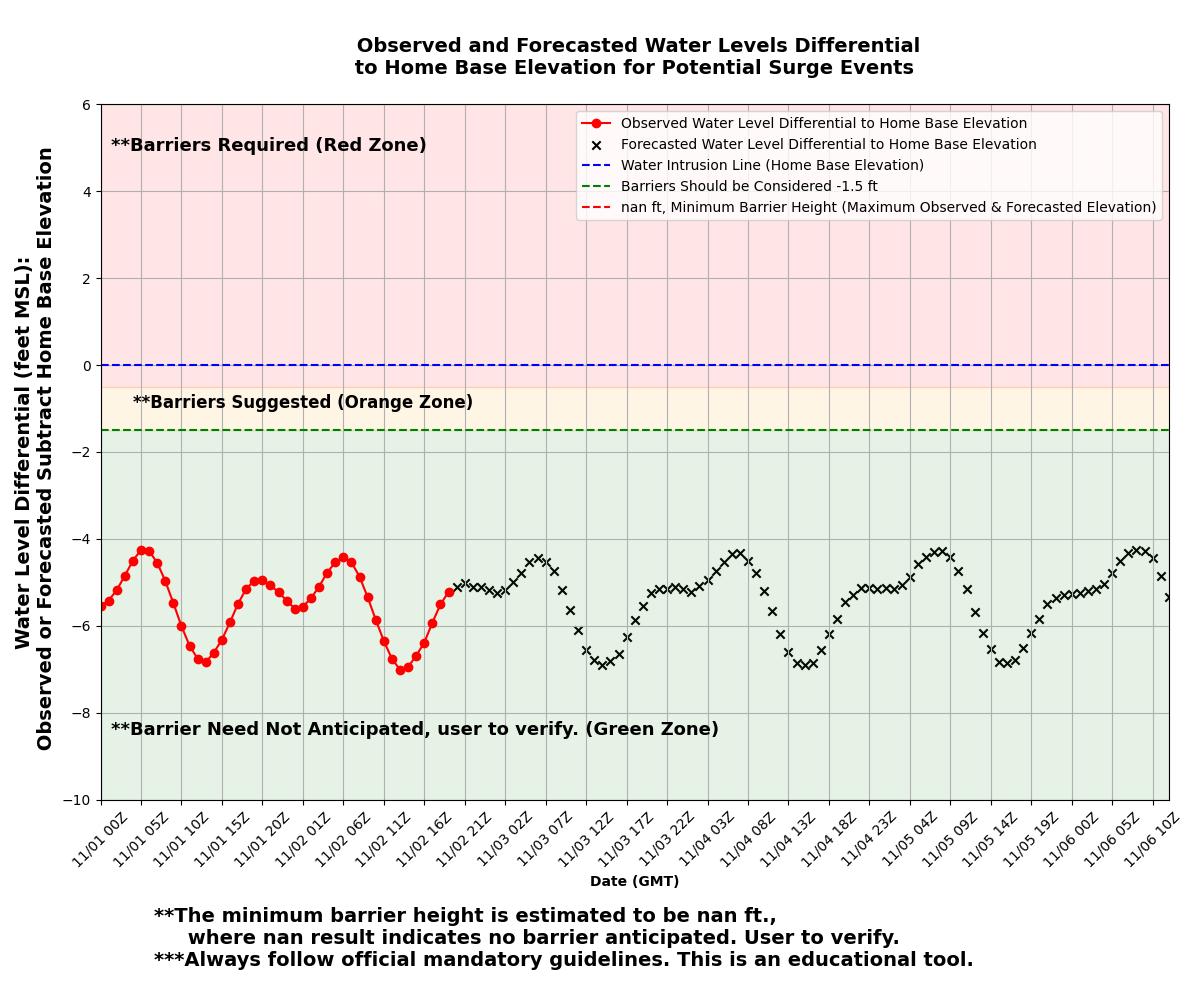 Observed and Forecasted Water Levels Differential
to Home Base Elevation for Potential Surge Events
Water Level Differential (feet MSL):
Observed or Forecasted Subtract Home Base Elevation
6
4
2
0
−2
−4
−6
−8
−10
**Barriers Required (Red Zone)
Observed Water Level Differential to Home Base Elevation
Forecasted Water Level Differential to Home Base Elevation
Water Intrusion Line (Home Base Elevation)
Barriers Should be Considered -1.5 ft
nan ft, Minimum Barrier Height (Maximum Observed & Forecasted Elevation)
**Barriers Suggested (Orange Zone)
**Barrier Need Not Anticipated, user to verify. (Green Zone)
11/01 00Z
11/01 05Z
11/01 10Z
11/01 15Z
11/01 20Z
11/02 01Z
11/02 06Z
11/02 11Z
11/02 16Z
11/02 21Z
11/03 02Z
11/03 07Z
11/03 12Z
11/03 17Z
11/03 22Z
11/04 03Z
11/04 08Z
11/04 13Z
11/04 18Z
11/04 23Z
11/05 04Z
11/05 09Z
11/05 14Z
11/05 19Z
11/06 00Z
11/06 05Z
11/06 10Z
Date (GMT)
**The minimum barrier height is estimated to be nan ft.,
where nan result indicates no barrier anticipated. User to verify.
***Always follow official mandatory guidelines. This is an educational tool.